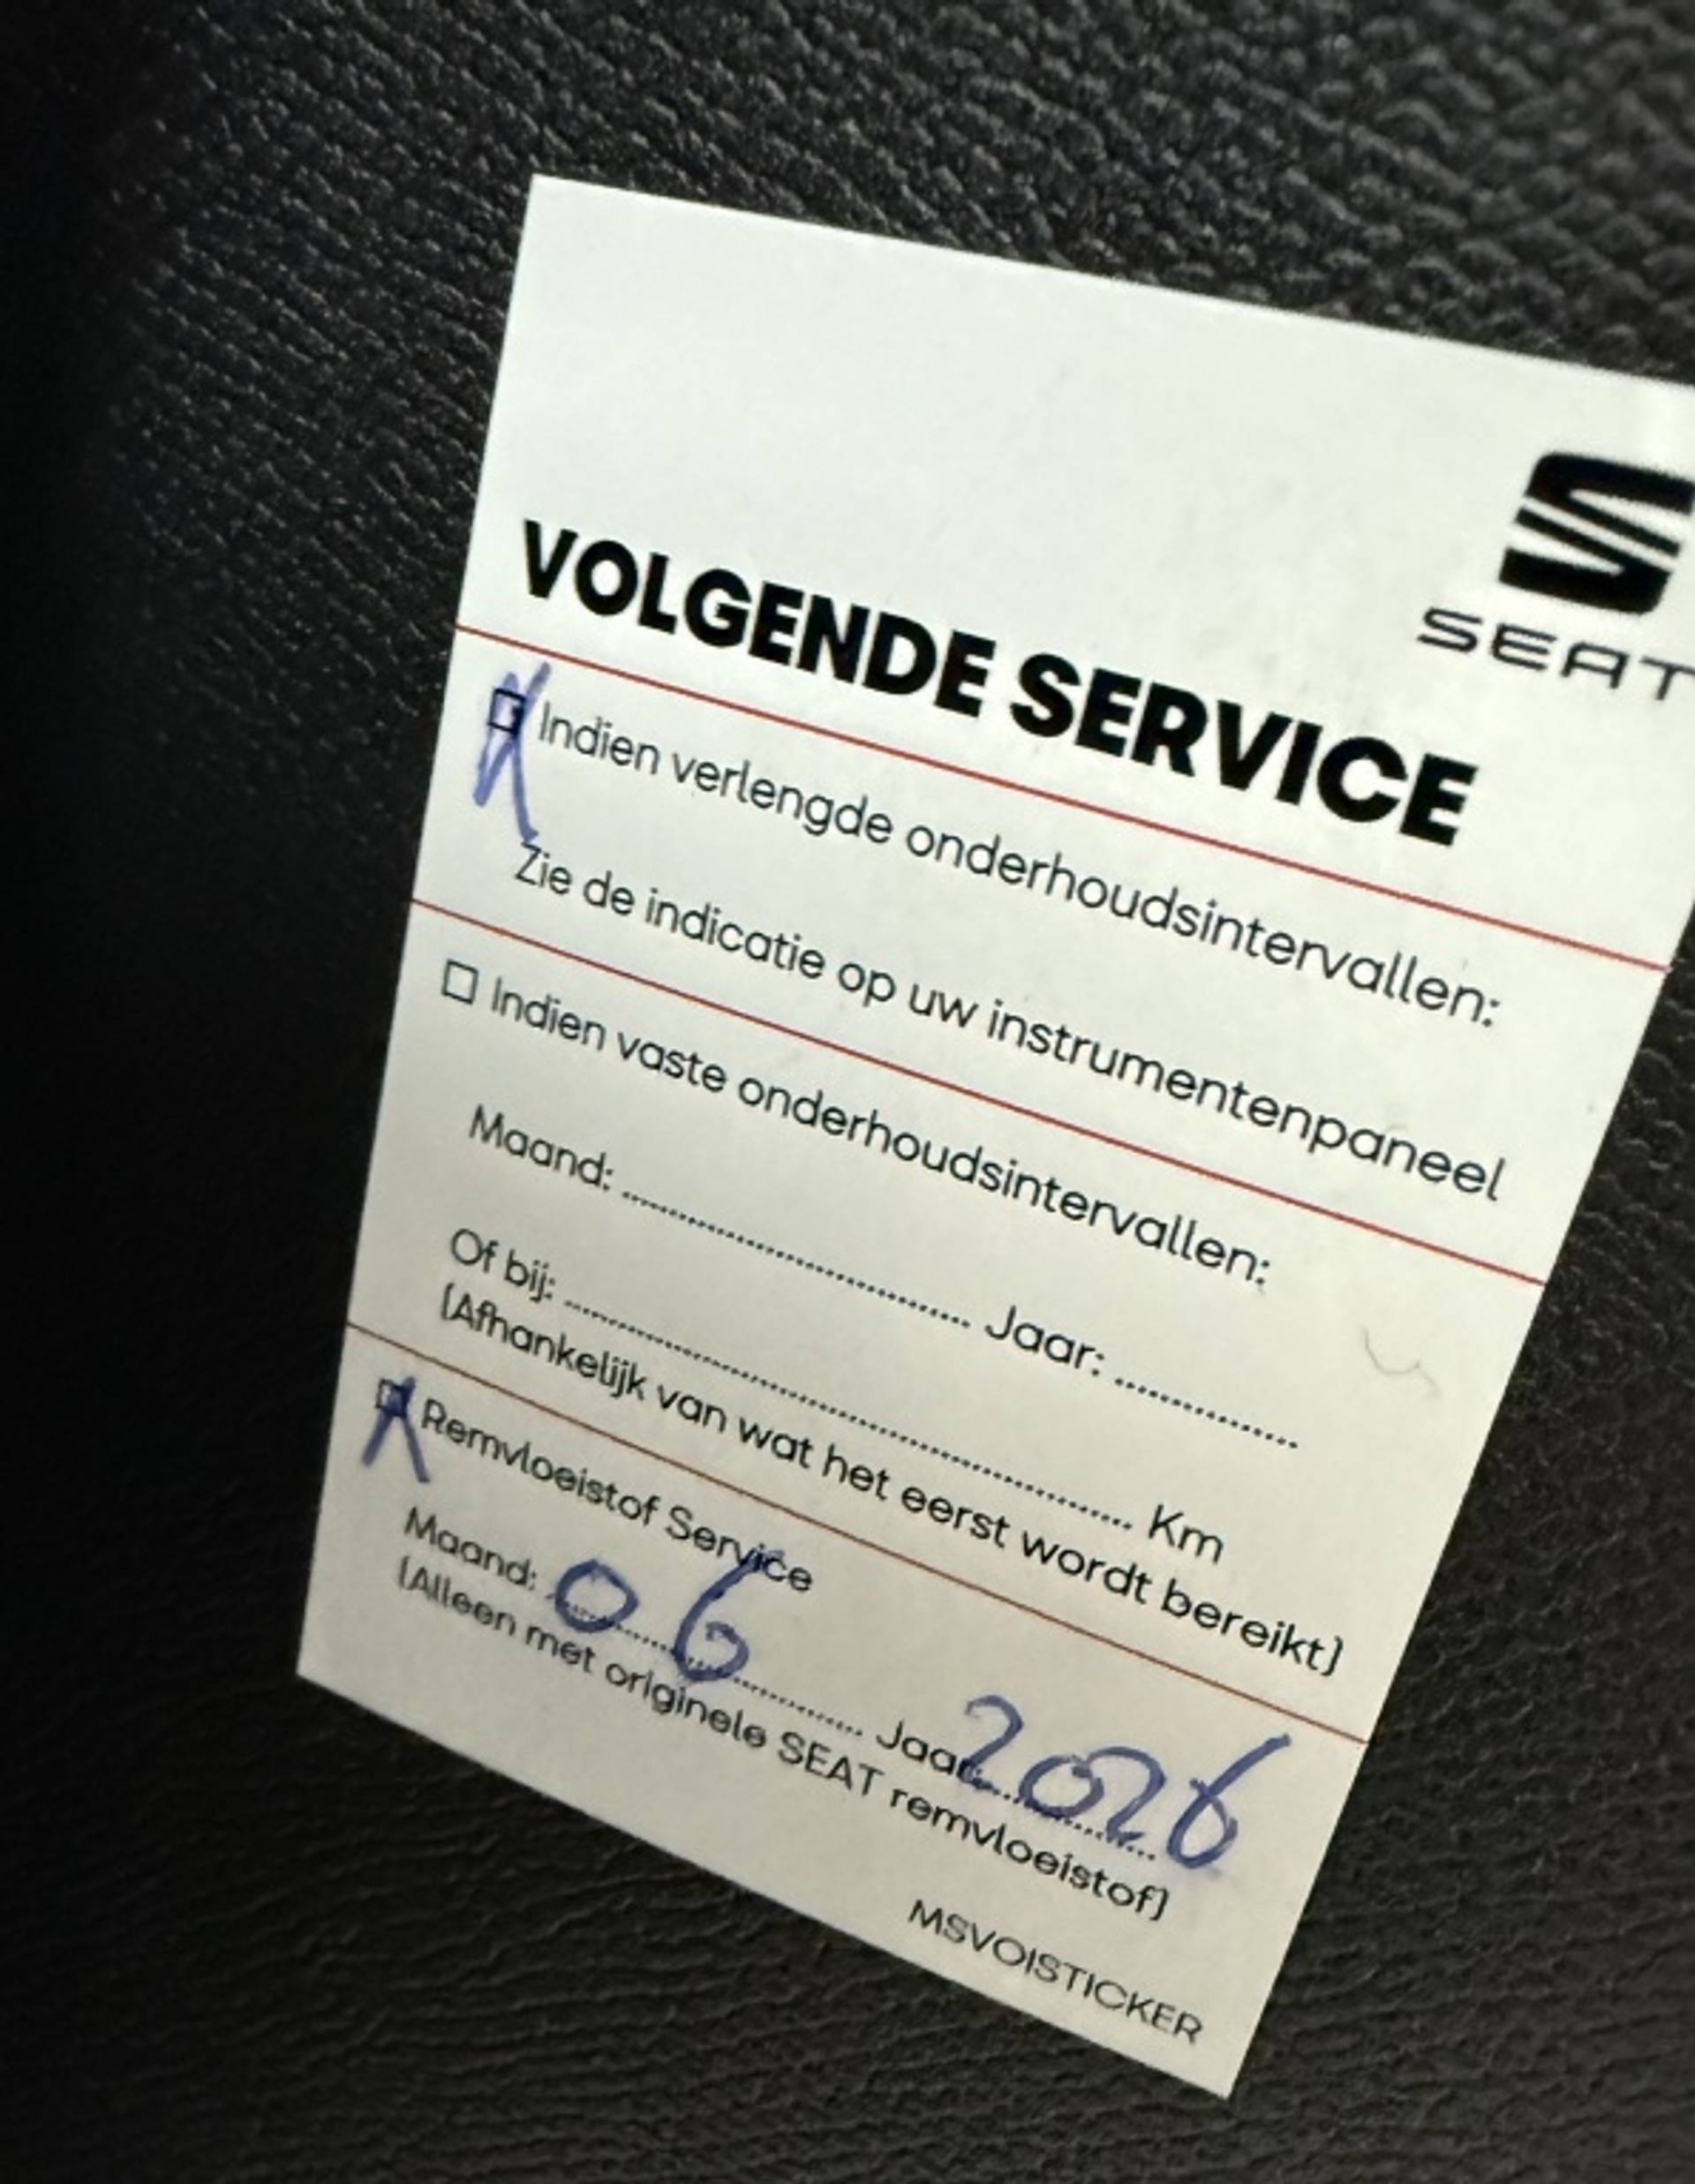 SEAT
VOLGENDE SERVICE
Indien verlengde onderhoudsintervallen:
Zie de indicatie op uw instrumentenpaneel
Indien vaste onderhoudsintervallen:
Maand: .......... Jaar: ..........
Of bij: .......... Km
(Afhankelijk van wat het eerst wordt bereikt)
Remvloeistof Service
Maand: 06 Jaar: 2026
(Alleen met originele SEAT remvloeistof)
MSVOISTICKER